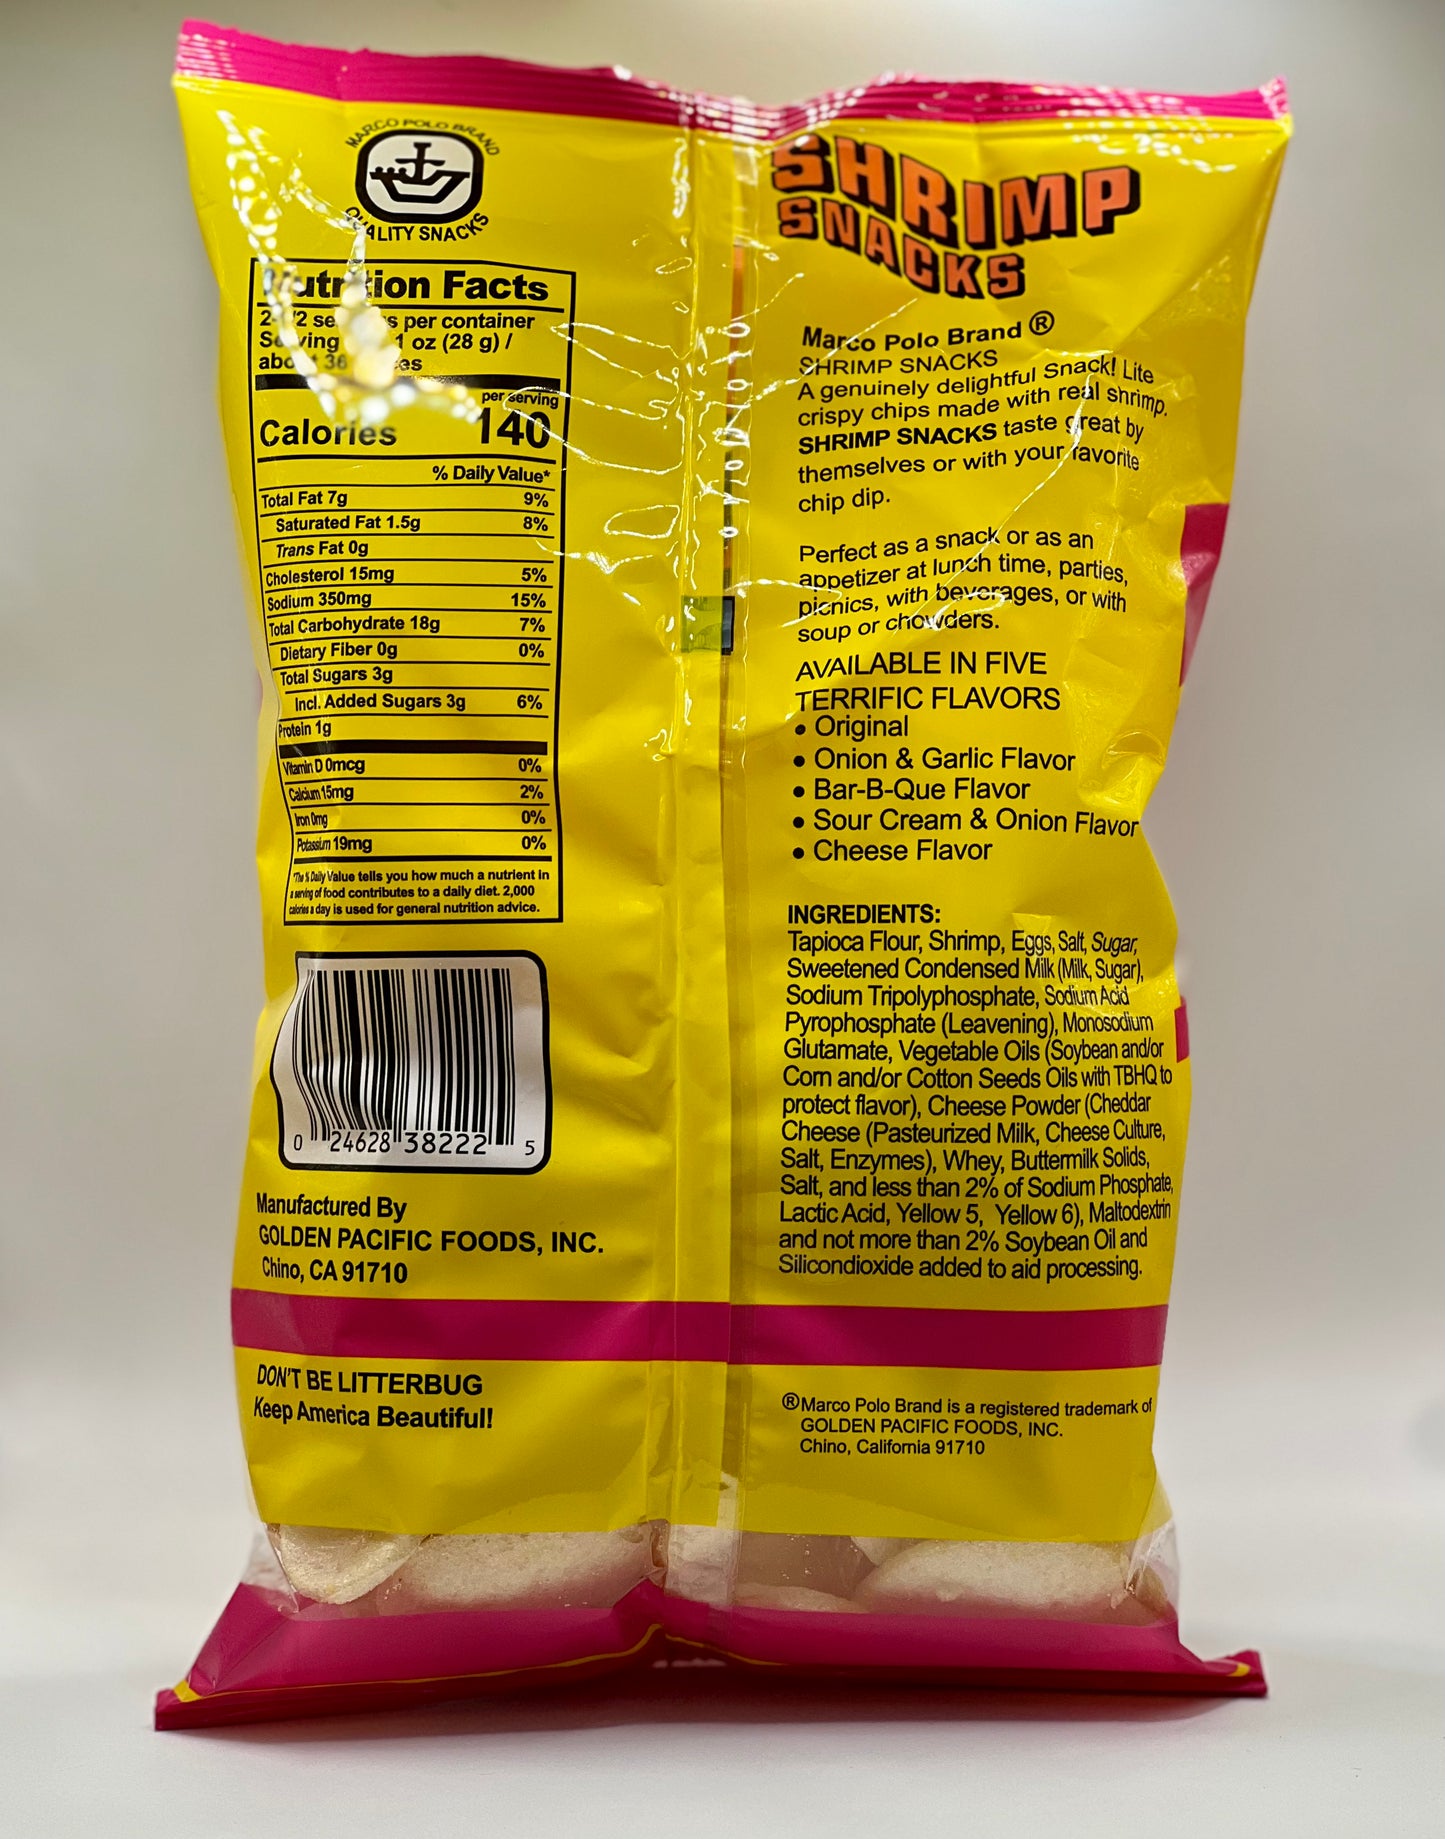 MARCO POLO BRAND
QUALITY SNACKS
Nutrition Facts
per container
1 oz (28 g) /
per serving
Calories 140
% Daily Value*
Total Fat 7g 9%
Saturated Fat 1.5g 8%
Trans Fat 0g
Cholesterol 15mg 5%
Sodium 350mg 15%
Total Carbohydrate 18g 7%
Dietary Fiber 0g 0%
Total Sugars 3g
Incl. Added Sugars 3g 6%
Protein 1g
Vitamin D 0mcg 0%
Calcium 15mg 2%
Iron 0mg 0%
Potassium 19mg 0%
*The % Daily Value tells you how much a nutrient in
a serving of food contributes to a daily diet. 2,000
calories a day is used for general nutrition advice.
0 24628 38222 5
Manufactured By
GOLDEN PACIFIC FOODS, INC.
Chino, CA 91710
DON'T BE LITTERBUG
Keep America Beautiful!
SHRIMP
SNACKS
Marco Polo Brand ®
SHRIMP SNACKS
A genuinely delightful Snack! Lite
crispy chips made with real shrimp.
SHRIMP SNACKS taste great by
themselves or with your favorite
chip dip.
Perfect as a snack or as an
appetizer at lunch time, parties,
picnics, with beverages, or with
soup or chowders.
AVAILABLE IN FIVE
TERRIFIC FLAVORS
• Original
• Onion & Garlic Flavor
• Bar-B-Que Flavor
• Sour Cream & Onion Flavor
• Cheese Flavor
INGREDIENTS:
Tapioca Flour, Shrimp, Eggs, Salt, Sugar,
Sweetened Condensed Milk (Milk, Sugar),
Sodium Tripolyphosphate, Sodium Acid
Pyrophosphate (Leavening), Monosodium
Glutamate, Vegetable Oils (Soybean and/or
Corn and/or Cotton Seeds Oils with TBHQ to
protect flavor), Cheese Powder (Cheddar
Cheese (Pasteurized Milk, Cheese Culture,
Salt, Enzymes), Whey, Buttermilk Solids,
Salt, and less than 2% of Sodium Phosphate,
Lactic Acid, Yellow 5, Yellow 6), Maltodextrin
and not more than 2% Soybean Oil and
Silicondioxide added to aid processing.
®Marco Polo Brand is a registered trademark of
GOLDEN PACIFIC FOODS, INC.
Chino, California 91710